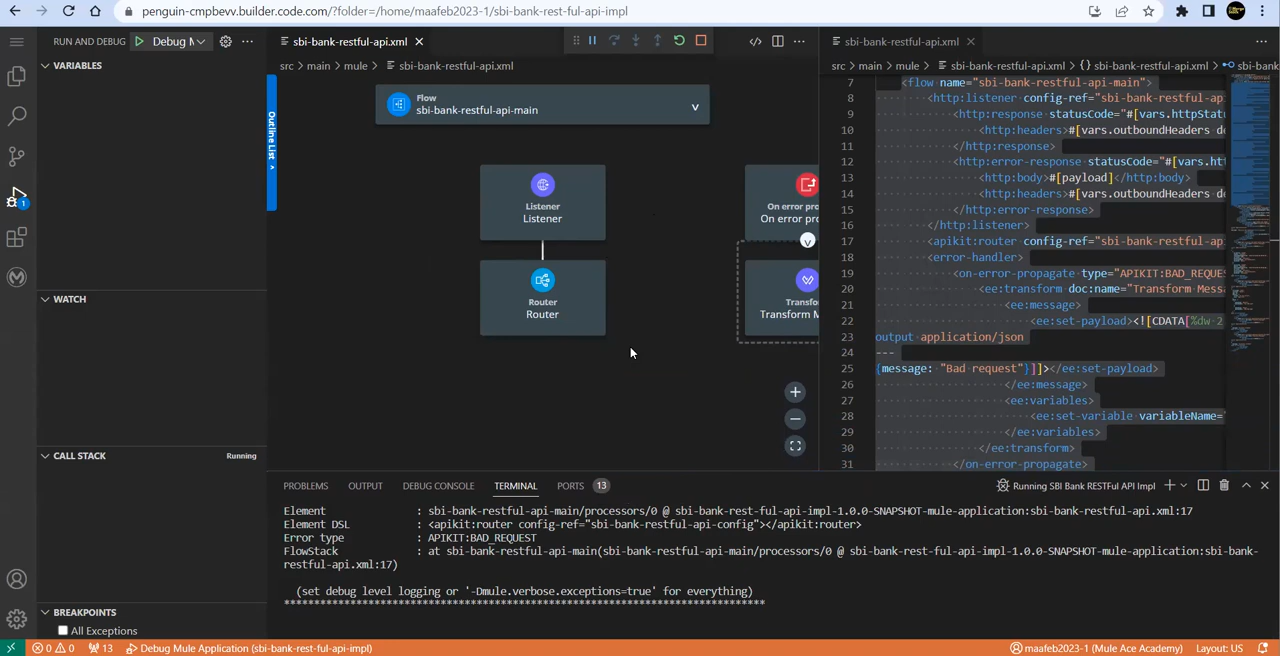 penguin-cmpbevv.builder.code.com/?folder=/home/maafeb2023-1/sbi-bank-rest-ful-api-impl
RUN AND DEBUG
Debug M
sbi-bank-restful-api.xml
sbi-bank-restful-api.xml
src > main > mule > sbi-bank-restful-api.xml
src > main > mule > sbi-bank-restful-api.xml > {} sbi-bank-restful-api.xml > sbi-bank
VARIABLES
WATCH
CALL STACK
Running
BREAKPOINTS
All Exceptions
1
Outline List >
Flow
sbi-bank-restful-api-main
Listener
Listener
Router
Router
On error pro
On error pro
Transfo
Transform M
7 <flow name="sbi-bank-restful-api-main">
8 <http:listener config-ref="sbi-bank-restful-api
9 <http:response statusCode="#[vars.httpStatu
10 <http:headers>#[vars.outboundHeaders de
11 </http:response>
12 <http:error-response statusCode="#[vars.htt
13 <http:body>#[payload]</http:body>
14 <http:headers>#[vars.outboundHeaders de
15 </http:error-response>
16 </http:listener>
17 <apikit:router config-ref="sbi-bank-restful-api
18 <error-handler>
19 <on-error-propagate type="APIKIT:BAD_REQUES
20 <ee:transform doc:name="Transform Messa
21 <ee:message>
22 <ee:set-payload><![CDATA[%dw 2
23 output application/json
24 ---
25 {message: "Bad request"}]]></ee:set-payload>
26 </ee:message>
27 <ee:variables>
28 <ee:set-variable variableName=
29 </ee:variables>
30 </ee:transform>
31 </on-error-propagate>
PROBLEMS OUTPUT DEBUG CONSOLE TERMINAL PORTS 13
Running SBI Bank RESTFul API Impl
Element : sbi-bank-restful-api-main/processors/0 @ sbi-bank-rest-ful-api-impl-1.0.0-SNAPSHOT-mule-application:sbi-bank-restful-api.xml:17
Element DSL : <apikit:router config-ref="sbi-bank-restful-api-config"></apikit:router>
Error type : APIKIT:BAD_REQUEST
FlowStack : at sbi-bank-restful-api-main(sbi-bank-restful-api-main/processors/0 @ sbi-bank-rest-ful-api-impl-1.0.0-SNAPSHOT-mule-application:sbi-bank-
restful-api.xml:17)
(set debug level logging or '-Dmule.verbose.exceptions=true' for everything)
********************************************************************************
0 0 13 Debug Mule Application (sbi-bank-rest-ful-api-impl)
maafeb2023-1 (Mule Ace Academy) Layout: US